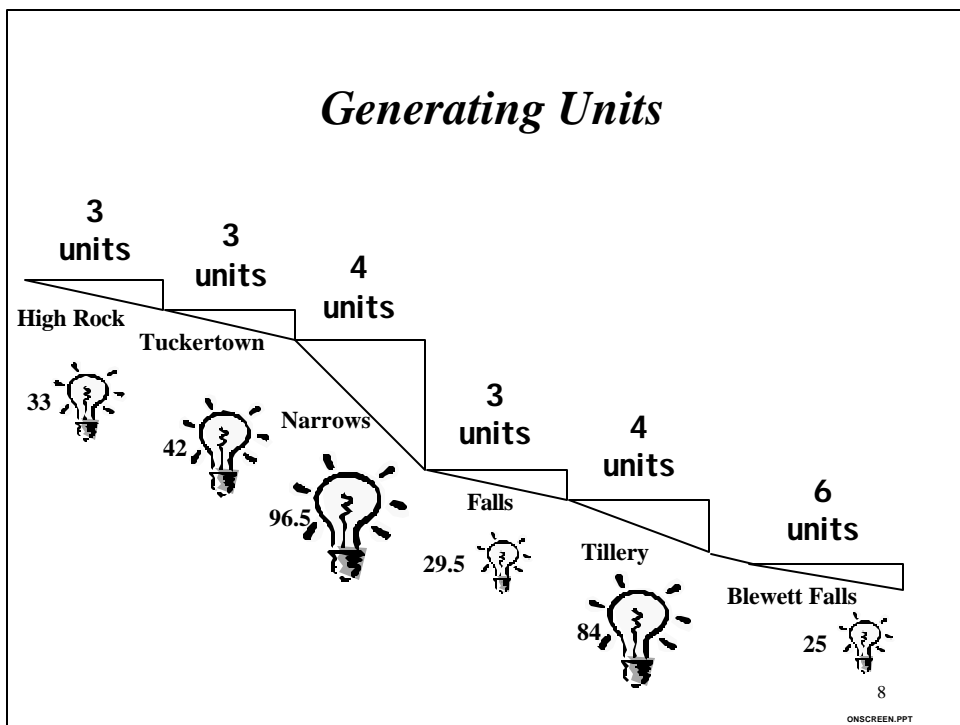 Generating Units
3
units
3
units
4
units
High Rock
Tuckertown
33
42
Narrows
96.5
3
units
4
units
Falls
29.5
Tillery
84
6
units
Blewett Falls
25
8
ONSCREEN.PPT